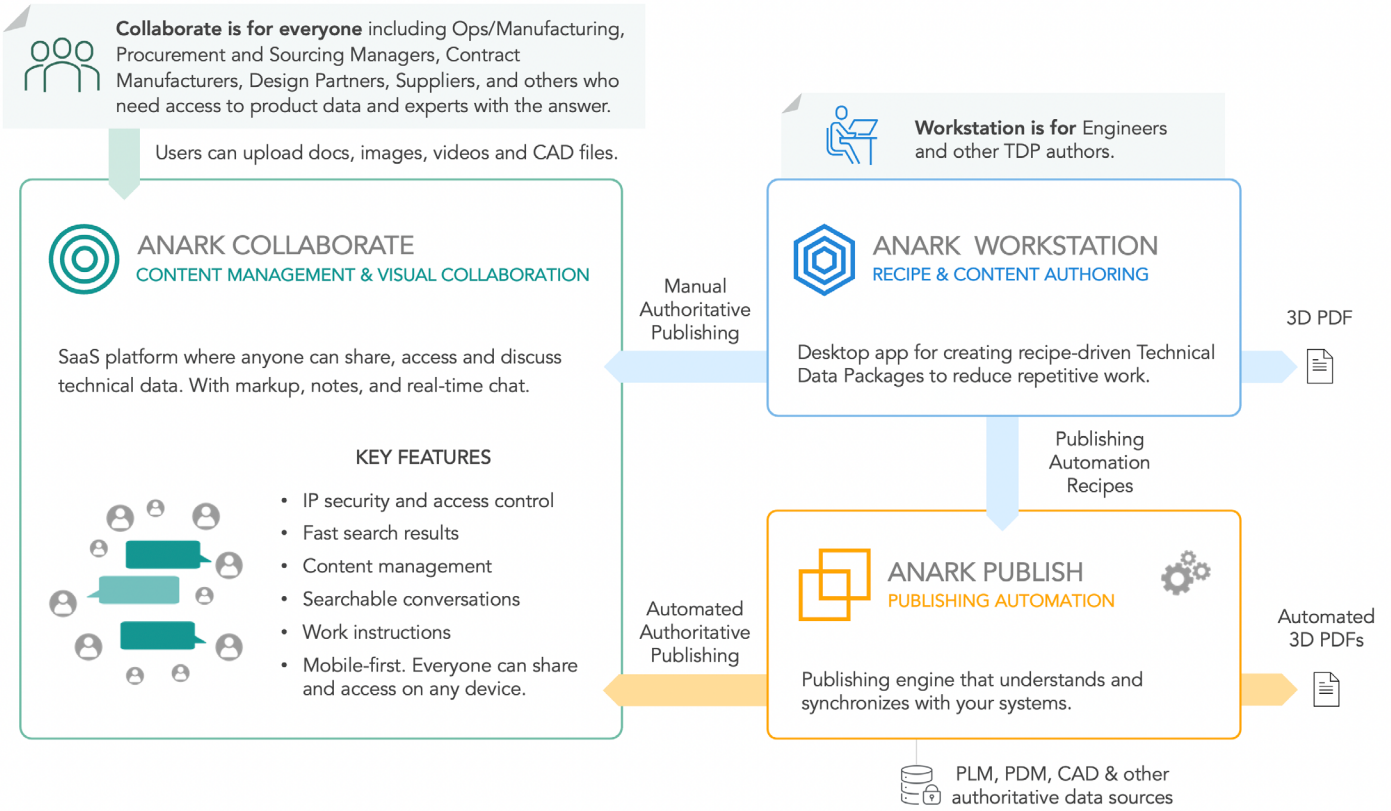 Collaborate is for everyone including Ops/Manufacturing,
Procurement and Sourcing Managers, Contract
Manufacturers, Design Partners, Suppliers, and others who
need access to product data and experts with the answer.
Users can upload docs, images, videos and CAD files.
ANARK COLLABORATE
CONTENT MANAGEMENT & VISUAL COLLABORATION
SaaS platform where anyone can share, access and discuss
technical data. With markup, notes, and real-time chat.
KEY FEATURES
• IP security and access control
• Fast search results
• Content management
• Searchable conversations
• Work instructions
• Mobile-first. Everyone can share
and access on any device.
Manual
Authoritative
Publishing
Automated
Authoritative
Publishing
Workstation is for Engineers
and other TDP authors.
ANARK WORKSTATION
RECIPE & CONTENT AUTHORING
Desktop app for creating recipe-driven Technical
Data Packages to reduce repetitive work.
3D PDF
Publishing
Automation
Recipes
ANARK PUBLISH
PUBLISHING AUTOMATION
Publishing engine that understands and
synchronizes with your systems.
Automated
3D PDFs
PLM, PDM, CAD & other
authoritative data sources